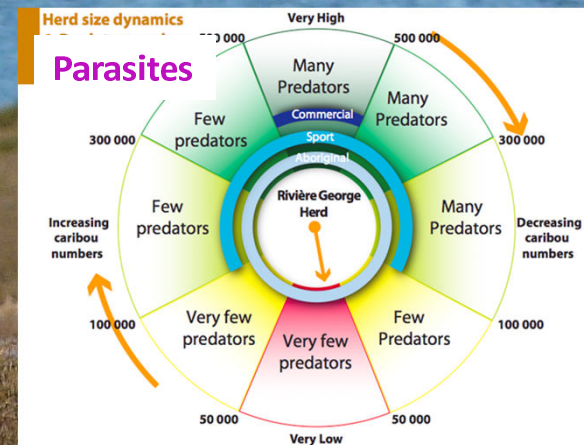 Herd size dynamics
Parasites
Very High
500 000
Many
Predators
Many
Predators
Few
predators
Commercial
Sport
Aboriginal
300 000
300 000
Rivière George
Herd
Few
predators
Many
Predators
Increasing
caribou
numbers
Decreasing
caribou
numbers
100 000
100 000
Very few
predators
Very few
predators
Few
Predators
50 000
50 000
Very Low